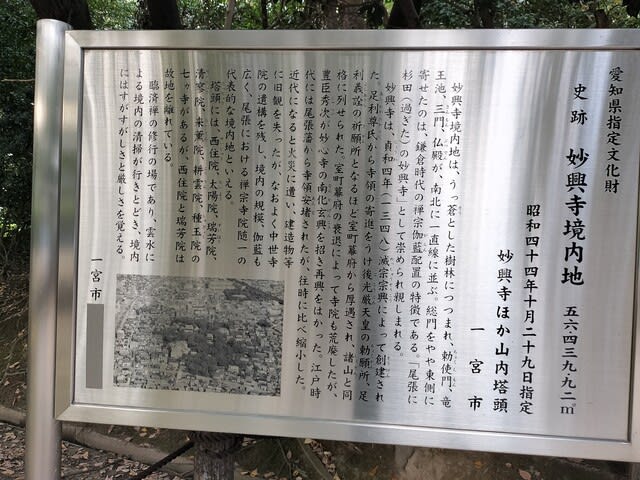 愛知県指定文化財
史跡 妙興寺境内地 五六四三九、九二㎡
昭和四十四年十月二十九日指定
妙興寺ほか山内塔頭
一宮市
妙興寺境内地は、うっ蒼とした樹林につつまれ、勅使門、竜
王池、三門、仏殿が、南北に一直線に並ぶ。総門をやや東側に
寄せたのは、鎌倉時代の禅宗伽藍配置の特徴である。「尾張に
杉田（過ぎた）の妙興寺」として崇められ親しまれる。
妙興寺は、貞和四年（一三四八）滅宗宗興によって創建され
た。足利尊氏から寺領の寄進をうけ後光厳天皇の勅願所、足
利義詮の祈願所となるほど室町幕府から厚遇され、諸山と同
格に列せられた。室町幕府の衰退によって寺院も荒廃したが、
豊臣秀次が妙心寺の南化玄興を招き再興をはかった。江戸時
代には尾張藩から寺領安堵されたが、往時に比べ縮小した。
近代になると火災に遭い、建造物等
に旧観を失ったが、なおよく中世寺
院の遺構を残し、境内の規模、伽藍も
広く、尾張における禅宗寺院随一の
代表的な境内地といえる。
塔頭には、西住院、太陽院、瑞芳院、
清窓院、来薫院、耕雲院、種玉院の
七ヶ寺があるが、西住院と瑞芳院は
故地を離れている。
臨済禅の修行の場であり、雲水に
よる境内の清掃が行きとどき、境内
にはすがすがしさと厳しさを覚える。
一宮市